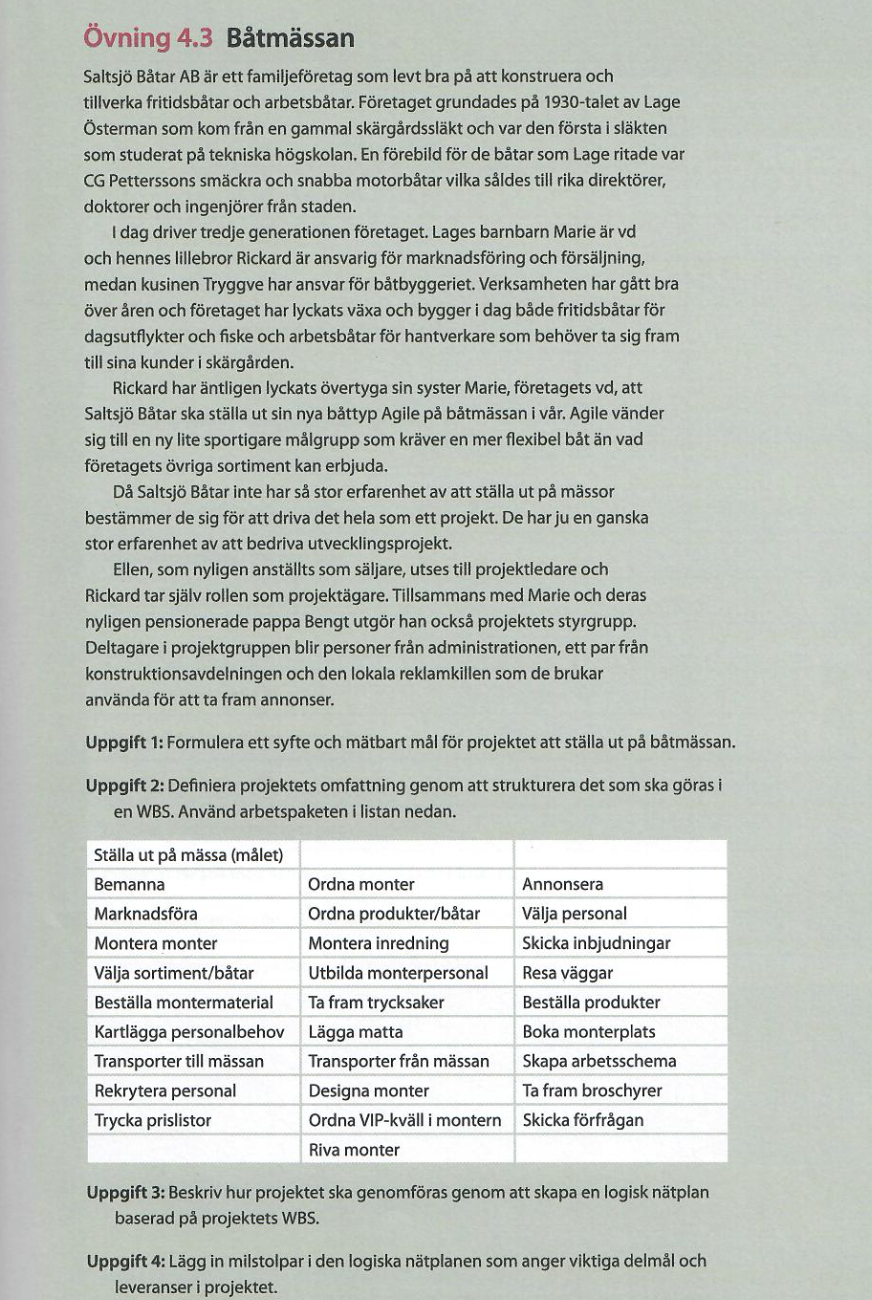 Övning 4.3 Båtmässan
Saltsjö Båtar AB är ett familjeföretag som levt bra på att konstruera och
tillverka fritidsbåtar och arbetsbåtar. Företaget grundades på 1930-talet av Lage
Österman som kom från en gammal skärgårdssläkt och var den första i släkten
som studerat på tekniska högskolan. En förebild för de båtar som Lage ritade var
CG Petterssons smäckra och snabba motorbåtar vilka såldes till rika direktörer,
doktorer och ingenjörer från staden.
I dag driver tredje generationen företaget. Lages barnbarn Marie är vd
och hennes lillebror Rickard är ansvarig för marknadsföring och försäljning,
medan kusinen Tryggve har ansvar för båtbyggeriet. Verksamheten har gått bra
över åren och företaget har lyckats växa och bygger i dag både fritidsbåtar för
dagsutflykter och fiske och arbetsbåtar för hantverkare som behöver ta sig fram
till sina kunder i skärgården.
Rickard har äntligen lyckats övertyga sin syster Marie, företagets vd, att
Saltsjö Båtar ska ställa ut sin nya båttyp Agile på båtmässan i vår. Agile vänder
sig till en ny lite sportigare målgrupp som kräver en mer flexibel båt än vad
företagets övriga sortiment kan erbjuda.
Då Saltsjö Båtar inte har så stor erfarenhet av att ställa ut på mässor
bestämmer de sig för att driva det hela som ett projekt. De har ju en ganska
stor erfarenhet av att bedriva utvecklingsprojekt.
Ellen, som nyligen anställts som säljare, utses till projektledare och
Rickard tar själv rollen som projektägare. Tillsammans med Marie och deras
nyligen pensionerade pappa Bengt utgör han också projektets styrgrupp.
Deltagare i projektgruppen blir personer från administrationen, ett par från
konstruktionsavdelningen och den lokala reklamkillen som de brukar
använda för att ta fram annonser.
Uppgift 1: Formulera ett syfte och mätbart mål för projektet att ställa ut på båtmässan.
Uppgift 2: Definiera projektets omfattning genom att strukturera det som ska göras i
en WBS. Använd arbetspaketen i listan nedan.
Ställa ut på mässa (målet)
Bemanna Ordna monter Annonsera
Marknadsföra Ordna produkter/båtar Välja personal
Montera monter Montera inredning Skicka inbjudningar
Välja sortiment/båtar Utbilda monterpersonal Resa väggar
Beställa montermaterial Ta fram trycksaker Beställa produkter
Kartlägga personalbehov Lägga matta Boka monterplats
Transporter till mässan Transporter från mässan Skapa arbetsschema
Rekrytera personal Designa monter Ta fram broschyrer
Trycka prislistor Ordna VIP-kväll i montern Skicka förfrågan
Riva monter
Uppgift 3: Beskriv hur projektet ska genomföras genom att skapa en logisk nätplan
baserad på projektets WBS.
Uppgift 4: Lägg in milstolpar i den logiska nätplanen som anger viktiga delmål och
leveranser i projektet.